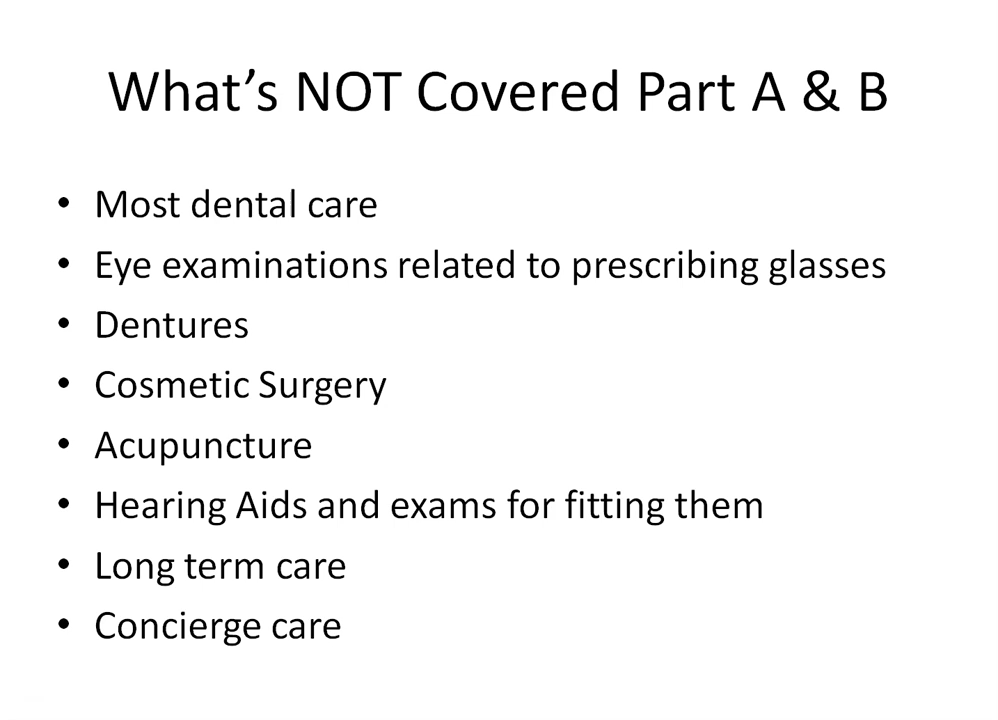 What’s NOT Covered Part A & B
• Most dental care
• Eye examinations related to prescribing glasses
• Dentures
• Cosmetic Surgery
• Acupuncture
• Hearing Aids and exams for fitting them
• Long term care
• Concierge care